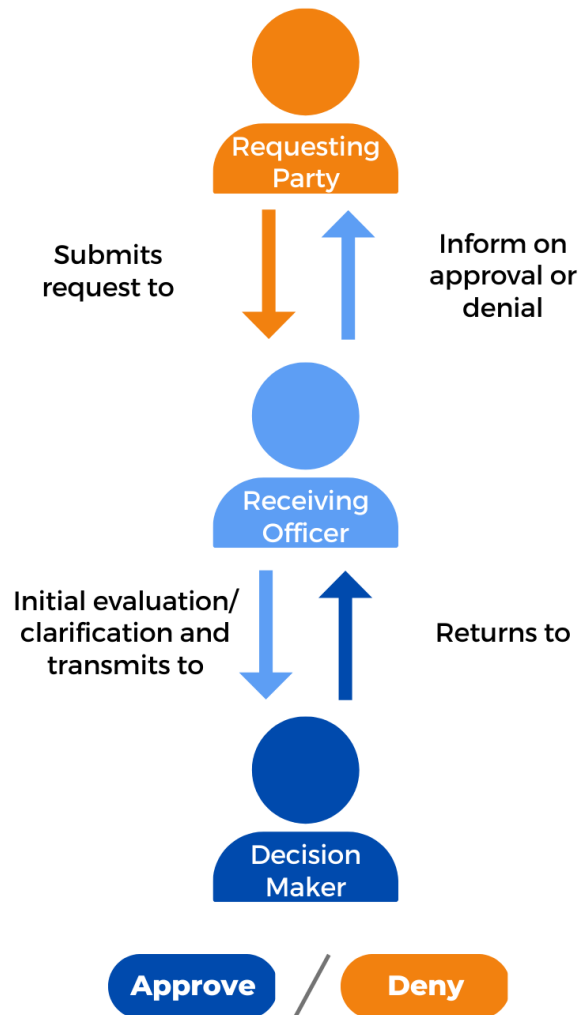 Requesting
Party
Submits
request to
Inform on
approval or
denial
Receiving
Officer
Initial evaluation/
clarification and
transmits to
Returns to
Decision
Maker
Approve / Deny